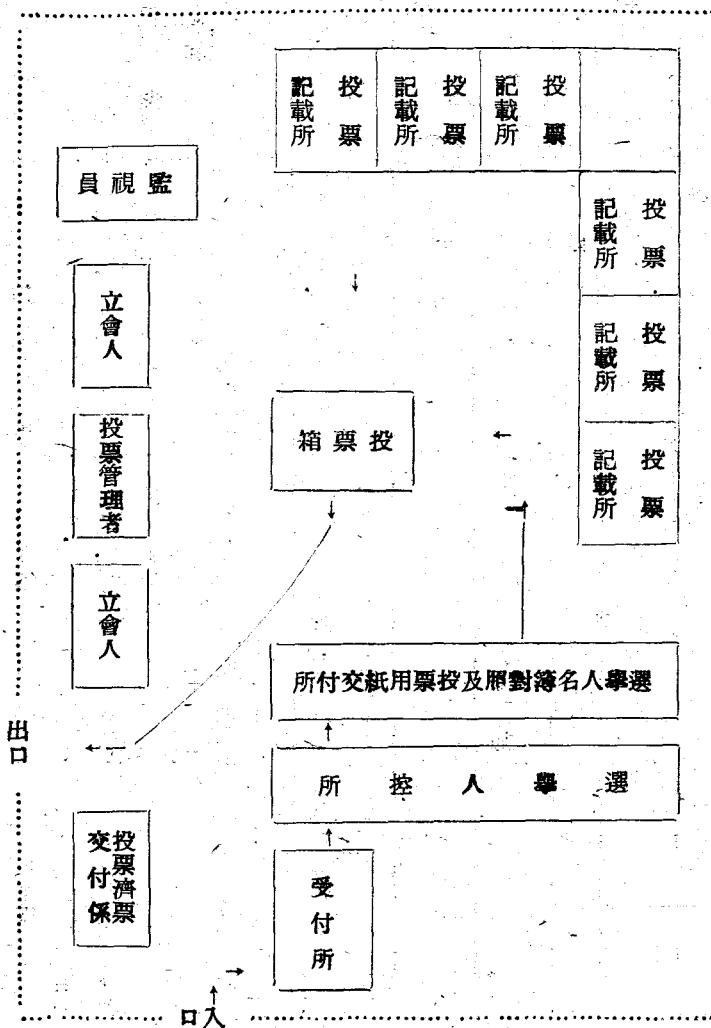 投票
記載所
投票
記載所
投票
記載所
投票
記載所
投票
記載所
投票
記載所
監視員
立會人
投票管理者
立會人
投票箱
選擧人名簿對照及投票用紙交付所
選擧人控所
受付所
投票濟票
交付係
出口
入口